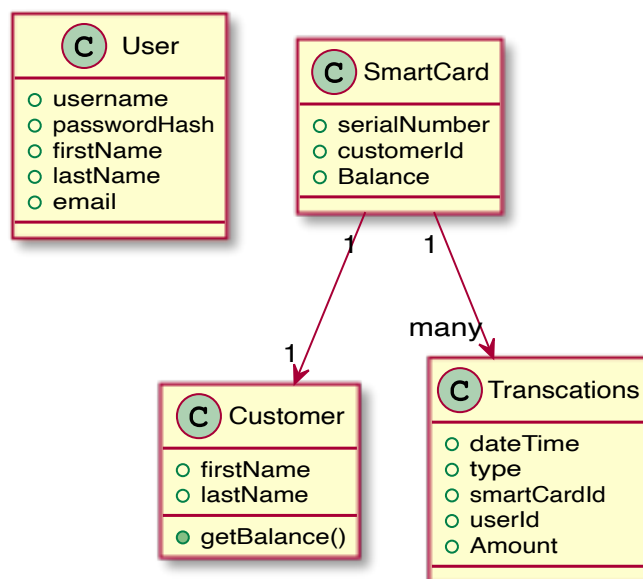 C User
username
passwordHash
firstName
lastName
email
C SmartCard
serialNumber
customerId
Balance
1
1
1
many
C Customer
firstName
lastName
getBalance()
C Transcations
dateTime
type
smartCardId
userId
Amount